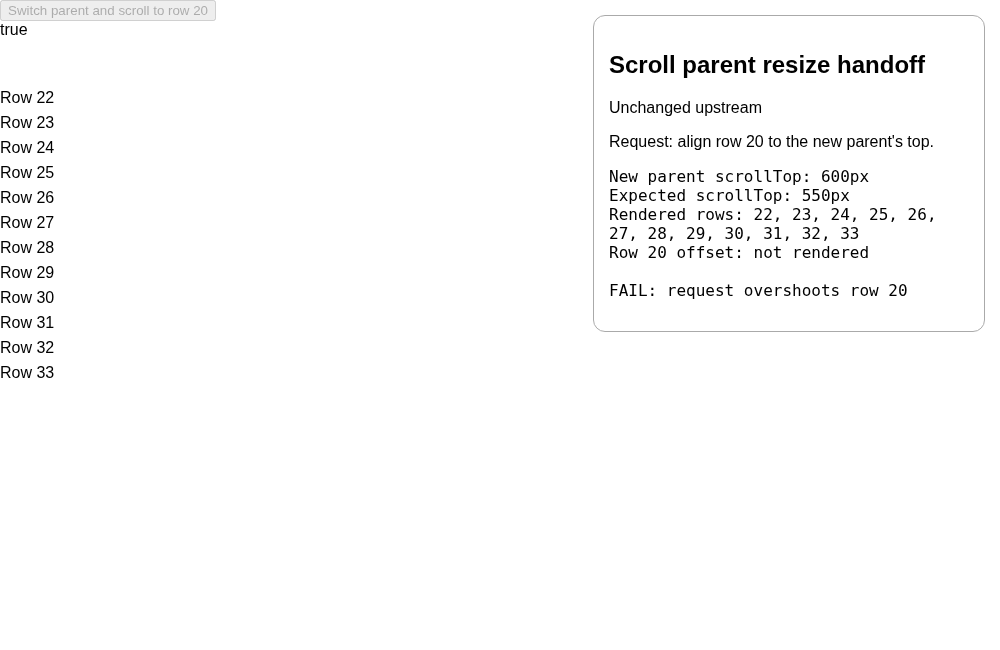 Switch parent and scroll to row 20
true
Row 22
Row 23
Row 24
Row 25
Row 26
Row 27
Row 28
Row 29
Row 30
Row 31
Row 32
Row 33
Scroll parent resize handoff
Unchanged upstream
Request: align row 20 to the new parent's top.
New parent scrollTop: 600px
Expected scrollTop: 550px
Rendered rows: 22, 23, 24, 25, 26,
27, 28, 29, 30, 31, 32, 33
Row 20 offset: not rendered
FAIL: request overshoots row 20